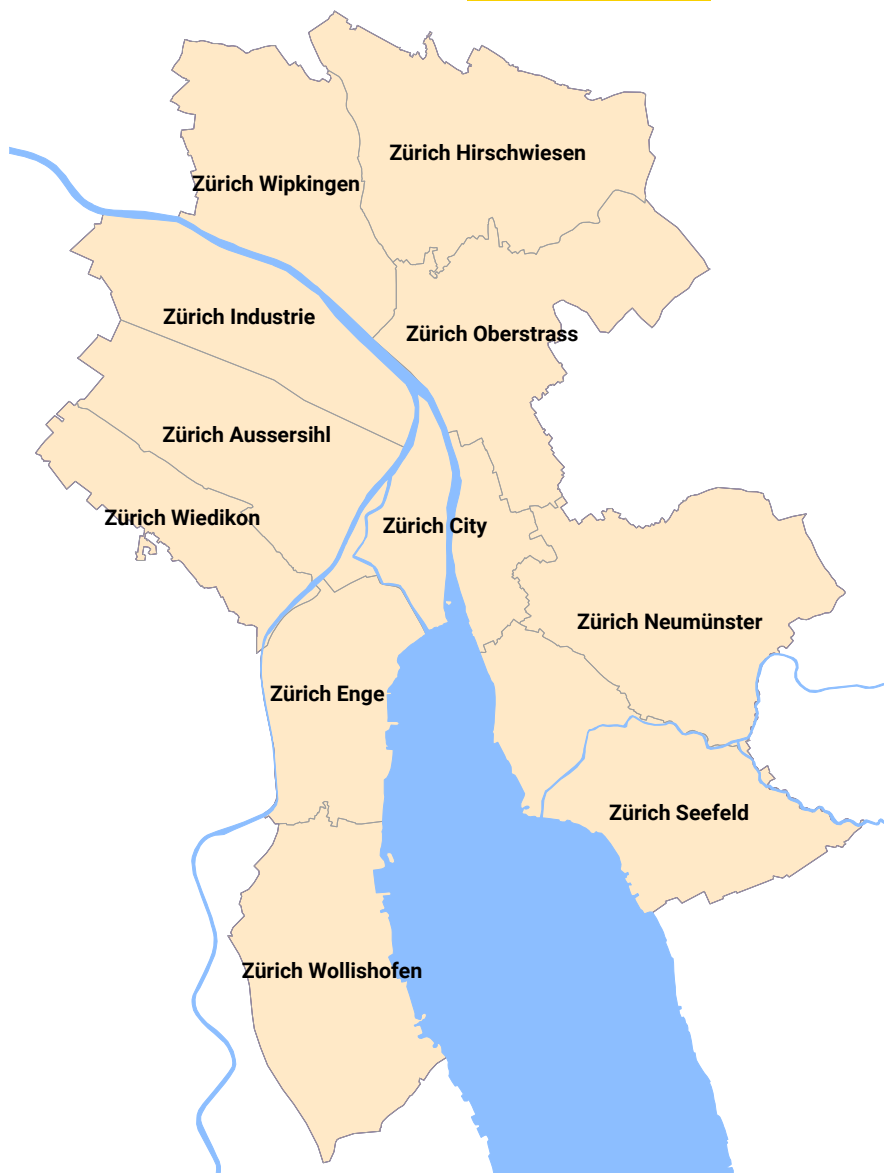 Zürich Hirschwiesen
Zürich Wipkingen
Zürich Industrie
Zürich Oberstrass
Zürich Aussersihl
Zürich Wiedikon
Zürich City
Zürich Neumünster
Zürich Enge
Zürich Seefeld
Zürich Wollishofen